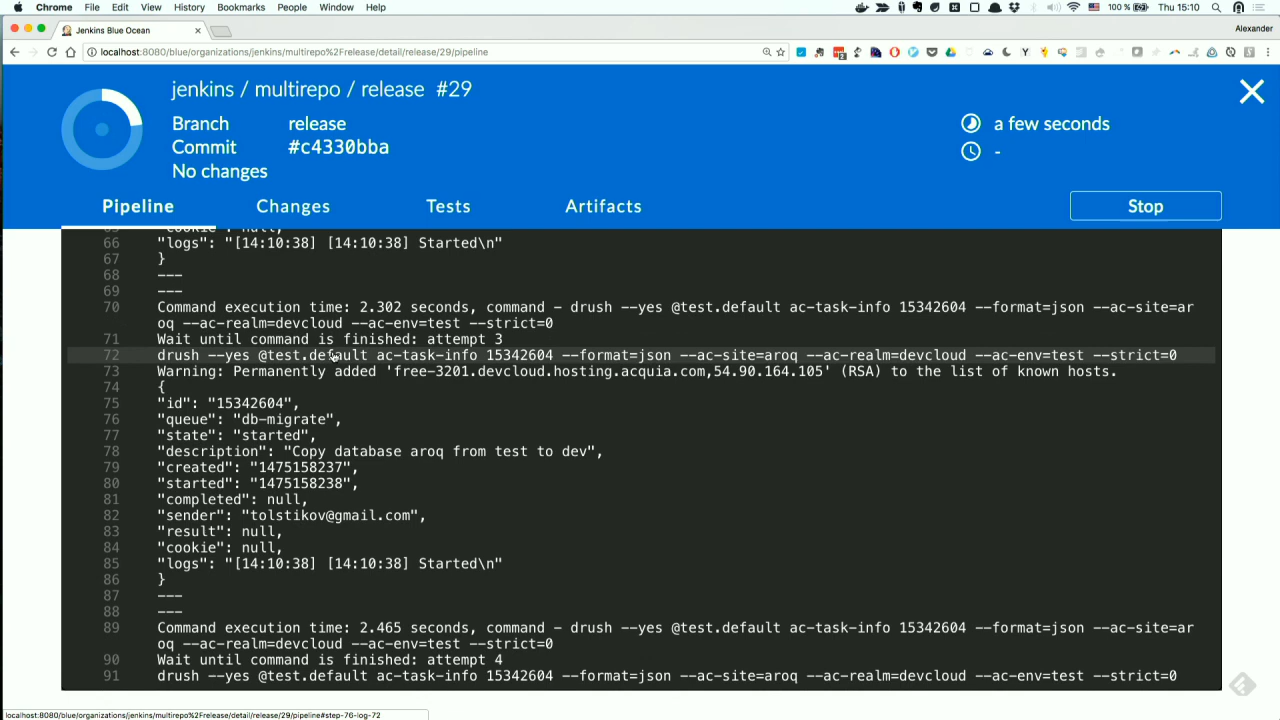 Chrome File Edit View History Bookmarks People Window Help
100 % Thu 15:10
Jenkins Blue Ocean
Alexander
localhost:8080/blue/organizations/jenkins/multirepo%2Frelease/detail/release/29/pipeline
jenkins / multirepo / release #29
Branch release
Commit #c4330bba
No changes
a few seconds
-
Pipeline Changes Tests Artifacts
Stop
66 "logs": "[14:10:38] [14:10:38] Started\n"
67 }
68 ---
69 ---
70 Command execution time: 2.302 seconds, command - drush --yes @test.default ac-task-info 15342604 --format=json --ac-site=ar
oq --ac-realm=devcloud --ac-env=test --strict=0
71 Wait until command is finished: attempt 3
72 drush --yes @test.default ac-task-info 15342604 --format=json --ac-site=aroq --ac-realm=devcloud --ac-env=test --strict=0
73 Warning: Permanently added 'free-3201.devcloud.hosting.acquia.com,54.90.164.105' (RSA) to the list of known hosts.
74 {
75 "id": "15342604",
76 "queue": "db-migrate",
77 "state": "started",
78 "description": "Copy database aroq from test to dev",
79 "created": "1475158237",
80 "started": "1475158238",
81 "completed": null,
82 "sender": "tolstikov@gmail.com",
83 "result": null,
84 "cookie": null,
85 "logs": "[14:10:38] [14:10:38] Started\n"
86 }
87 ---
88 ---
89 Command execution time: 2.465 seconds, command - drush --yes @test.default ac-task-info 15342604 --format=json --ac-site=ar
oq --ac-realm=devcloud --ac-env=test --strict=0
90 Wait until command is finished: attempt 4
91 drush --yes @test.default ac-task-info 15342604 --format=json --ac-site=aroq --ac-realm=devcloud --ac-env=test --strict=0
localhost:8080/blue/organizations/jenkins/multirepo%2Frelease/detail/release/29/pipeline#step-76-log-72